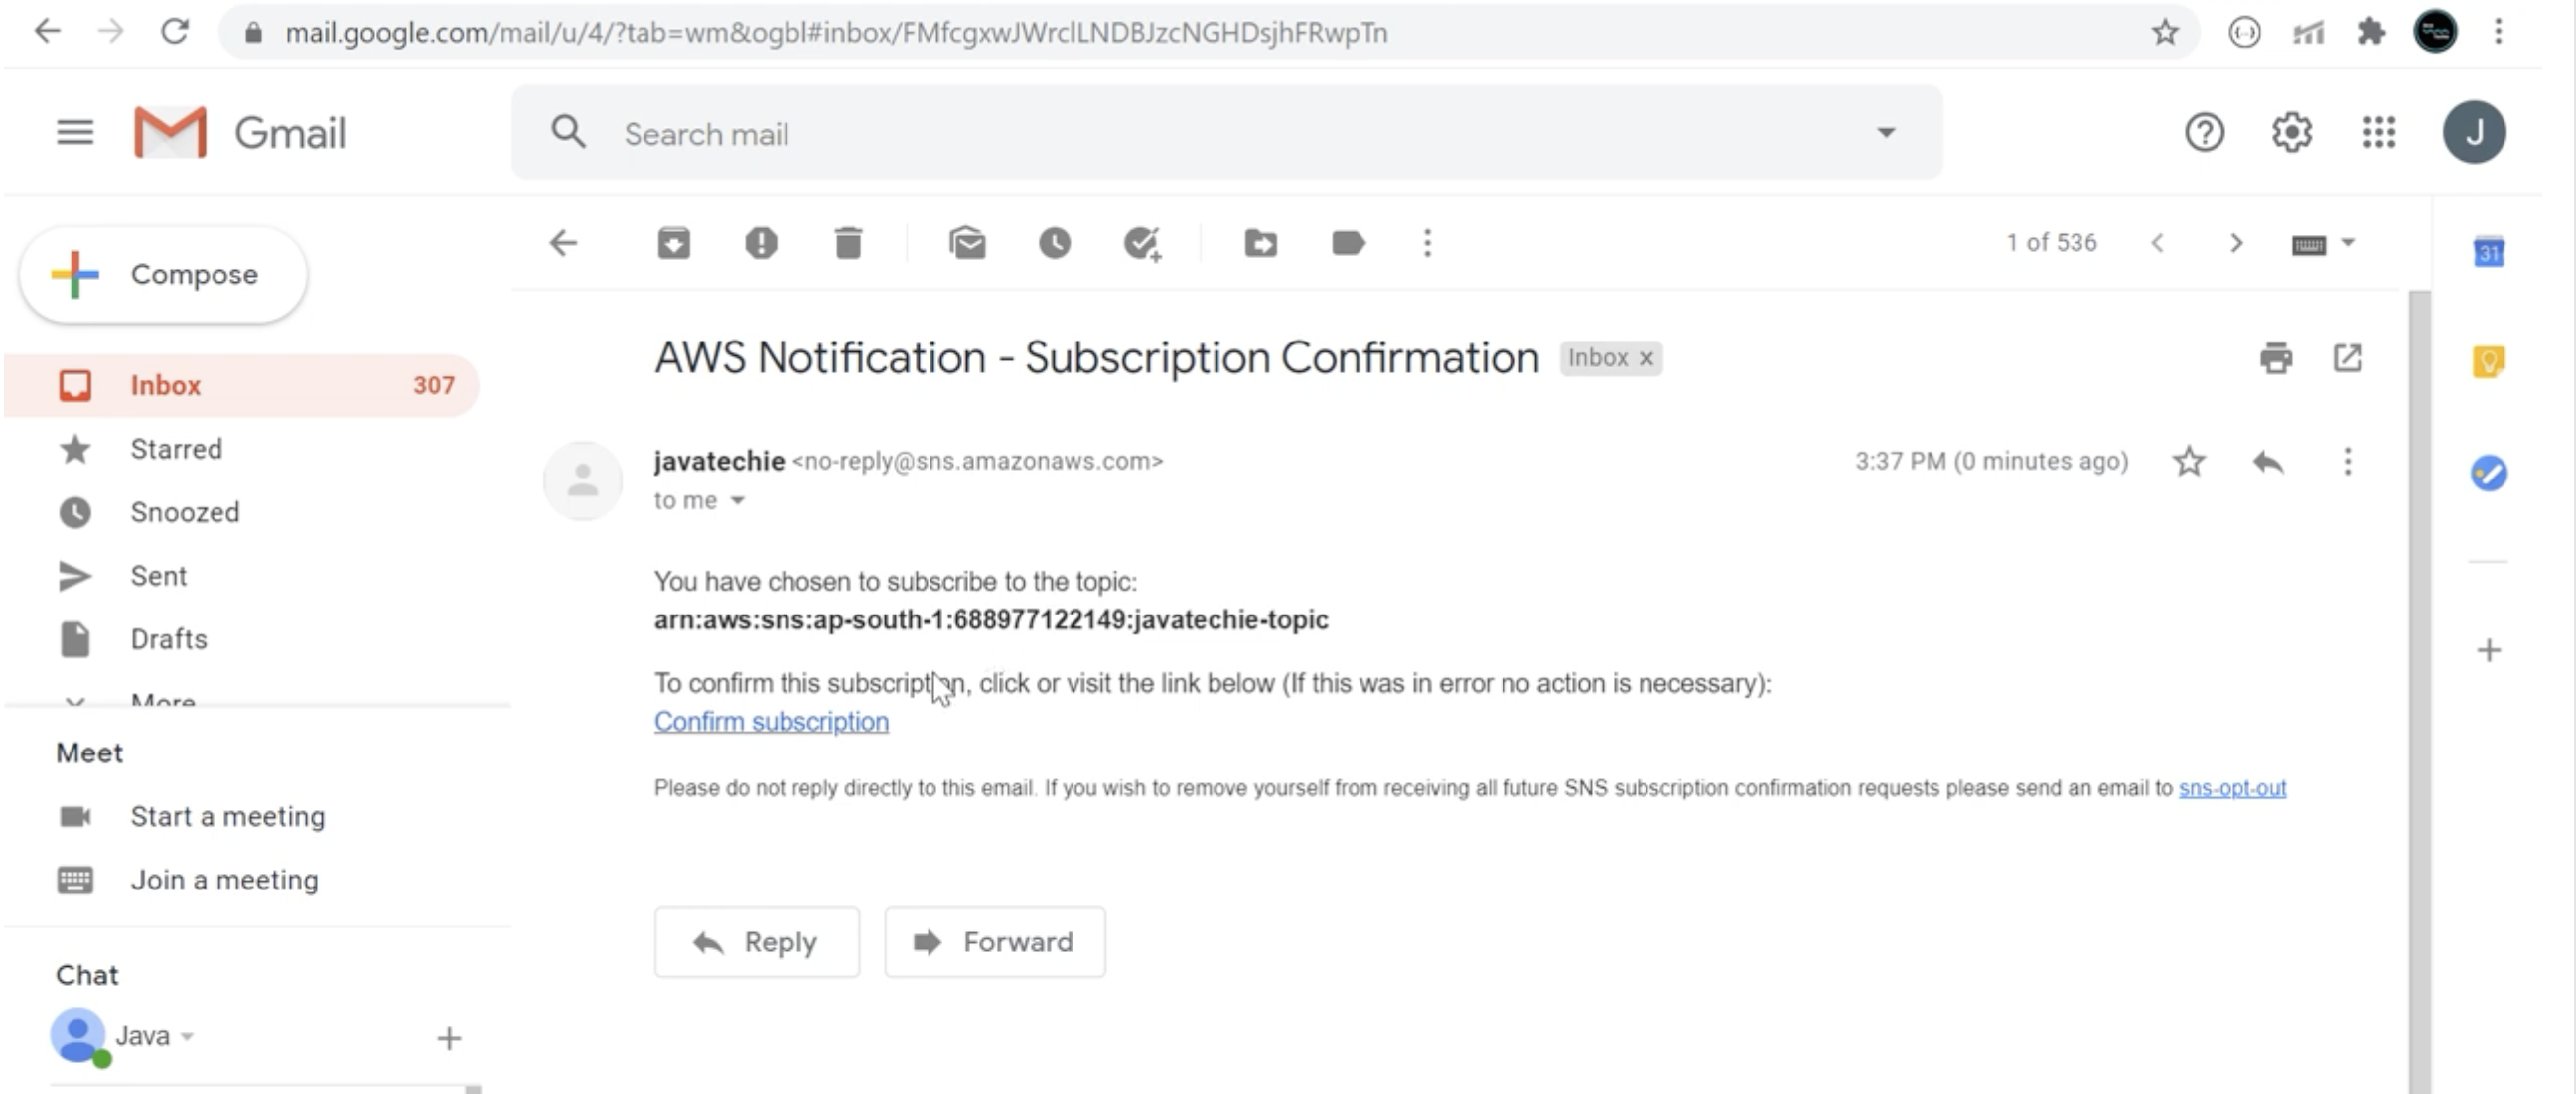 mail.google.com/mail/u/4/?tab=wm&ogbl#inbox/FMfcgxwJWrclLNDBJzcNGHDsjhFRwpTn
Gmail
Search mail
J
Compose
1 of 536
31
Inbox 307
Starred
Snoozed
Sent
Drafts
More
Meet
Start a meeting
Join a meeting
Chat
Java
AWS Notification - Subscription Confirmation Inbox x
javatechie <no-reply@sns.amazonaws.com> 3:37 PM (0 minutes ago)
to me
You have chosen to subscribe to the topic:
arn:aws:sns:ap-south-1:688977122149:javatechie-topic
To confirm this subscription, click or visit the link below (If this was in error no action is necessary):
Confirm subscription
Please do not reply directly to this email. If you wish to remove yourself from receiving all future SNS subscription confirmation requests please send an email to sns-opt-out
Reply Forward